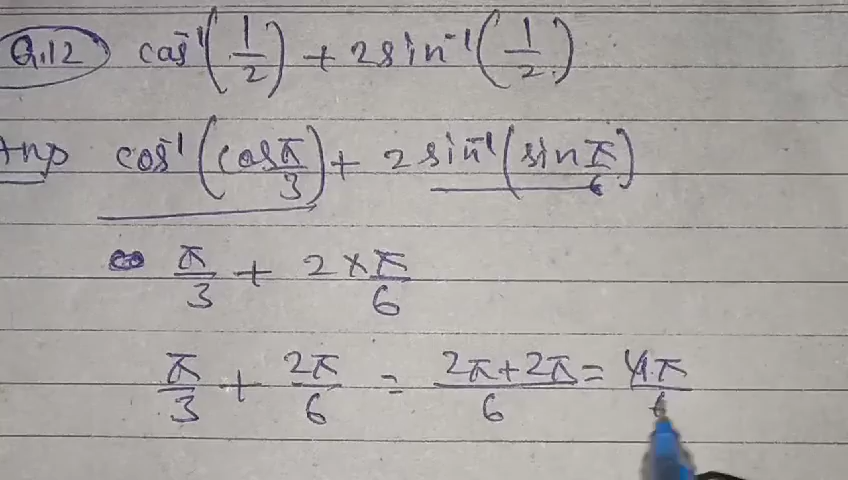 Q.12 cos⁻¹(1/2) + 2sin⁻¹(1/2)
Ans cos⁻¹(cos π/3) + 2sin⁻¹(sin π/6)
π/3 + 2×π/6
π/3 + 2π/6 = 2π+2π/6 = 4π/6